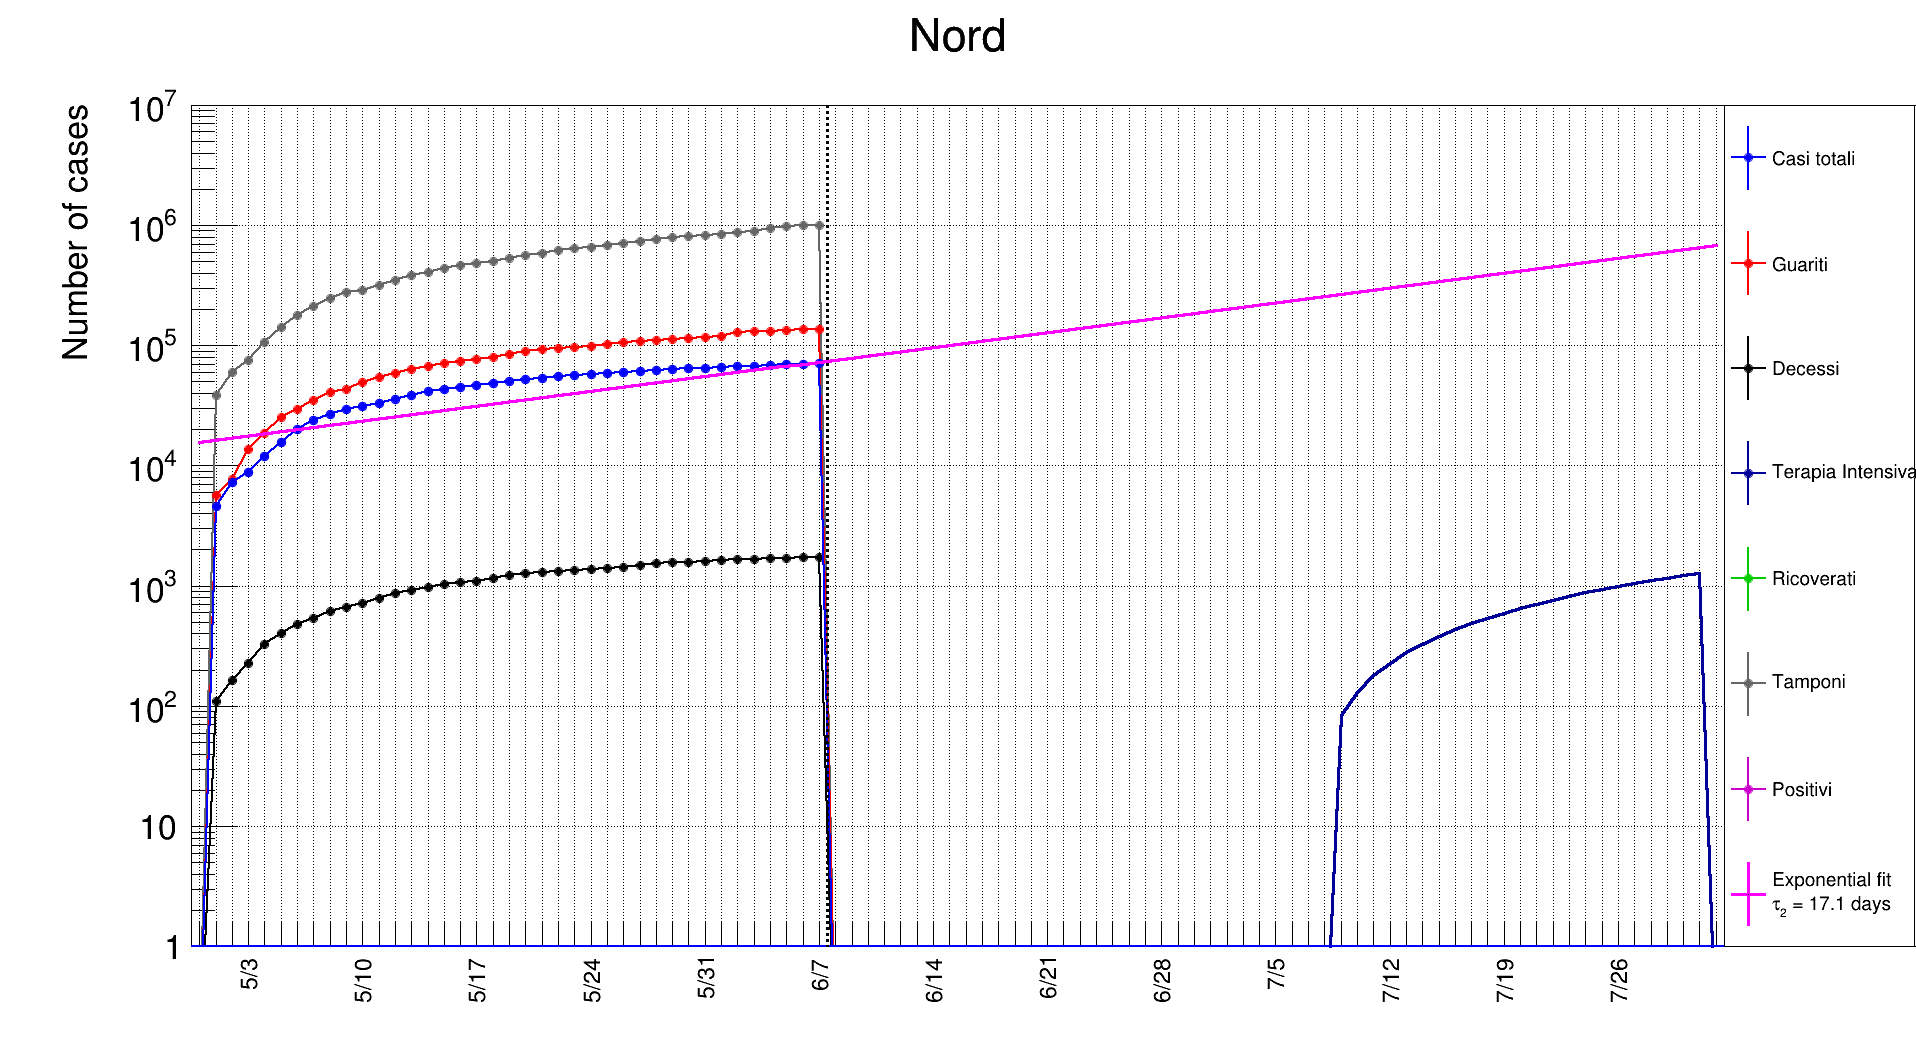 Nord
Number of cases
10^7
10^6
10^5
10^4
10^3
10^2
10
1
5/3
5/10
5/17
5/24
5/31
6/7
6/14
6/21
6/28
7/5
7/12
7/19
7/26
Casi totali
Guariti
Decessi
Terapia Intensiva
Ricoverati
Tamponi
Positivi
Exponential fit
τ_2 = 17.1 days